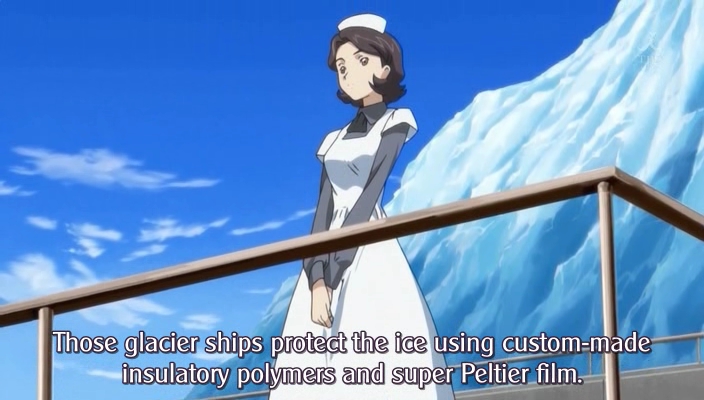 Those glacier ships protect the ice using custom-made
insulatory polymers and super Peltier film.